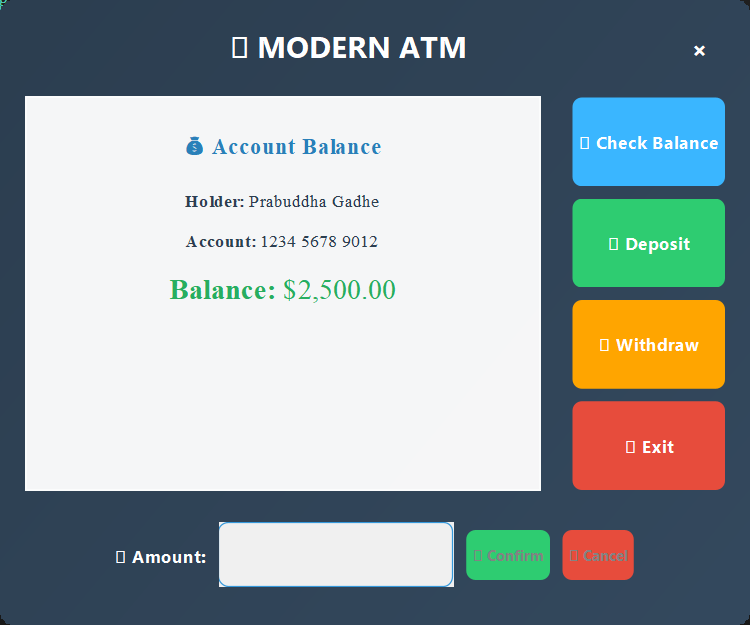 MODERN ATM
×
Account Balance
Holder: Prabuddha Gadhe
Account: 1234 5678 9012
Balance: $2,500.00
Check Balance
Deposit
Withdraw
Exit
Amount:
Confirm
Cancel